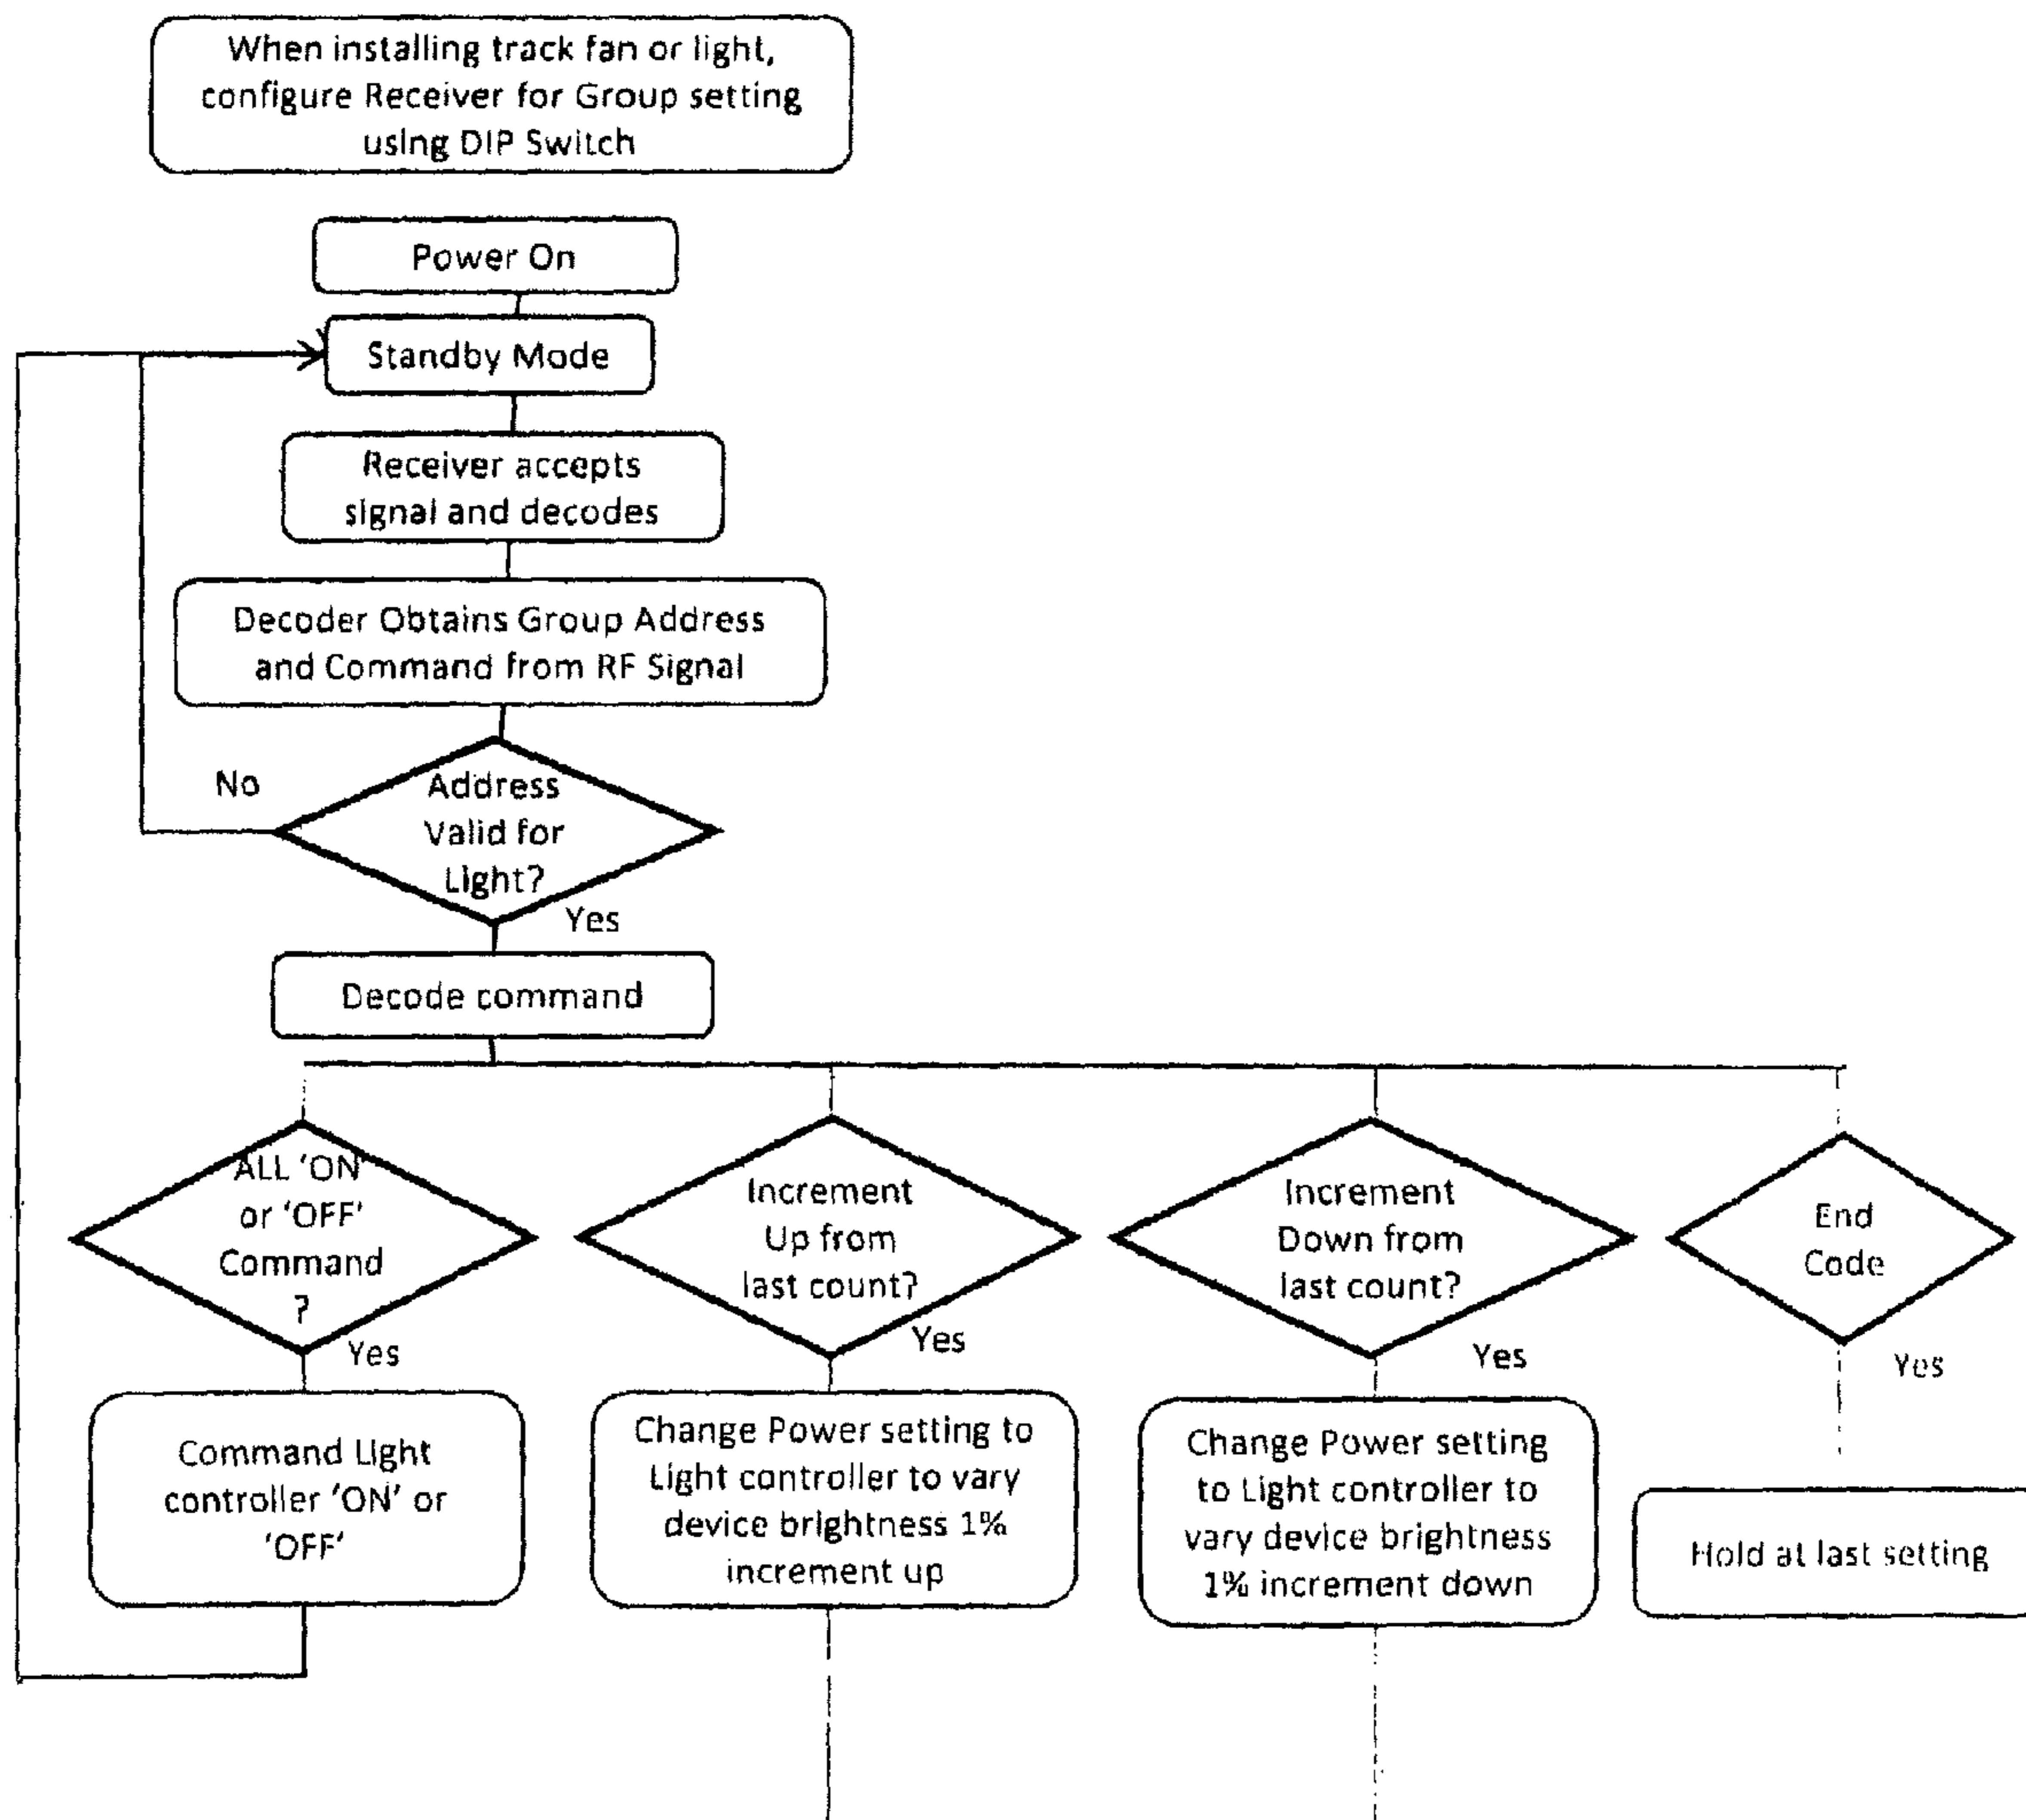 When installing track fan or light,
configure Receiver for Group setting
using DIP Switch
Power On
Standby Mode
Receiver accepts
signal and decodes
Decoder Obtains Group Address
and Command from RF Signal
No
Address
Valid for
Light?
Yes
Decode command
ALL 'ON'
or 'OFF'
Command
?
Yes
Increment
Up from
last count?
Yes
Increment
Down from
last count?
Yes
End
Code
Yes
Command Light
controller 'ON' or
'OFF'
Change Power setting to
Light controller to vary
device brightness 1%
increment up
Change Power setting
to Light controller to
vary device brightness
1% increment down
Hold at last setting